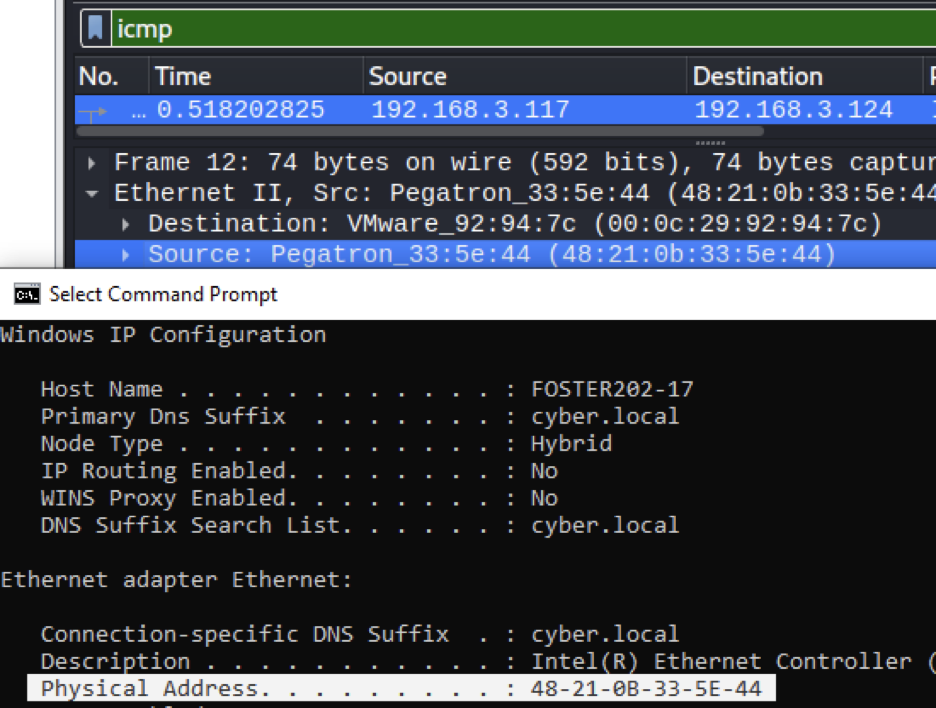 icmp
No. Time Source Destination
... 0.518202825 192.168.3.117 192.168.3.124
Frame 12: 74 bytes on wire (592 bits), 74 bytes captur
Ethernet II, Src: Pegatron_33:5e:44 (48:21:0b:33:5e:44
Destination: VMware_92:94:7c (00:0c:29:92:94:7c)
Source: Pegatron_33:5e:44 (48:21:0b:33:5e:44)
C:\. Select Command Prompt
Windows IP Configuration
Host Name . . . . . . . . . . . . : FOSTER202-17
Primary Dns Suffix . . . . . . . : cyber.local
Node Type . . . . . . . . . . . . : Hybrid
IP Routing Enabled. . . . . . . . : No
WINS Proxy Enabled. . . . . . . . : No
DNS Suffix Search List. . . . . . : cyber.local
Ethernet adapter Ethernet:
Connection-specific DNS Suffix . : cyber.local
Description . . . . . . . . . . . : Intel(R) Ethernet Controller (
Physical Address. . . . . . . . . : 48-21-0B-33-5E-44